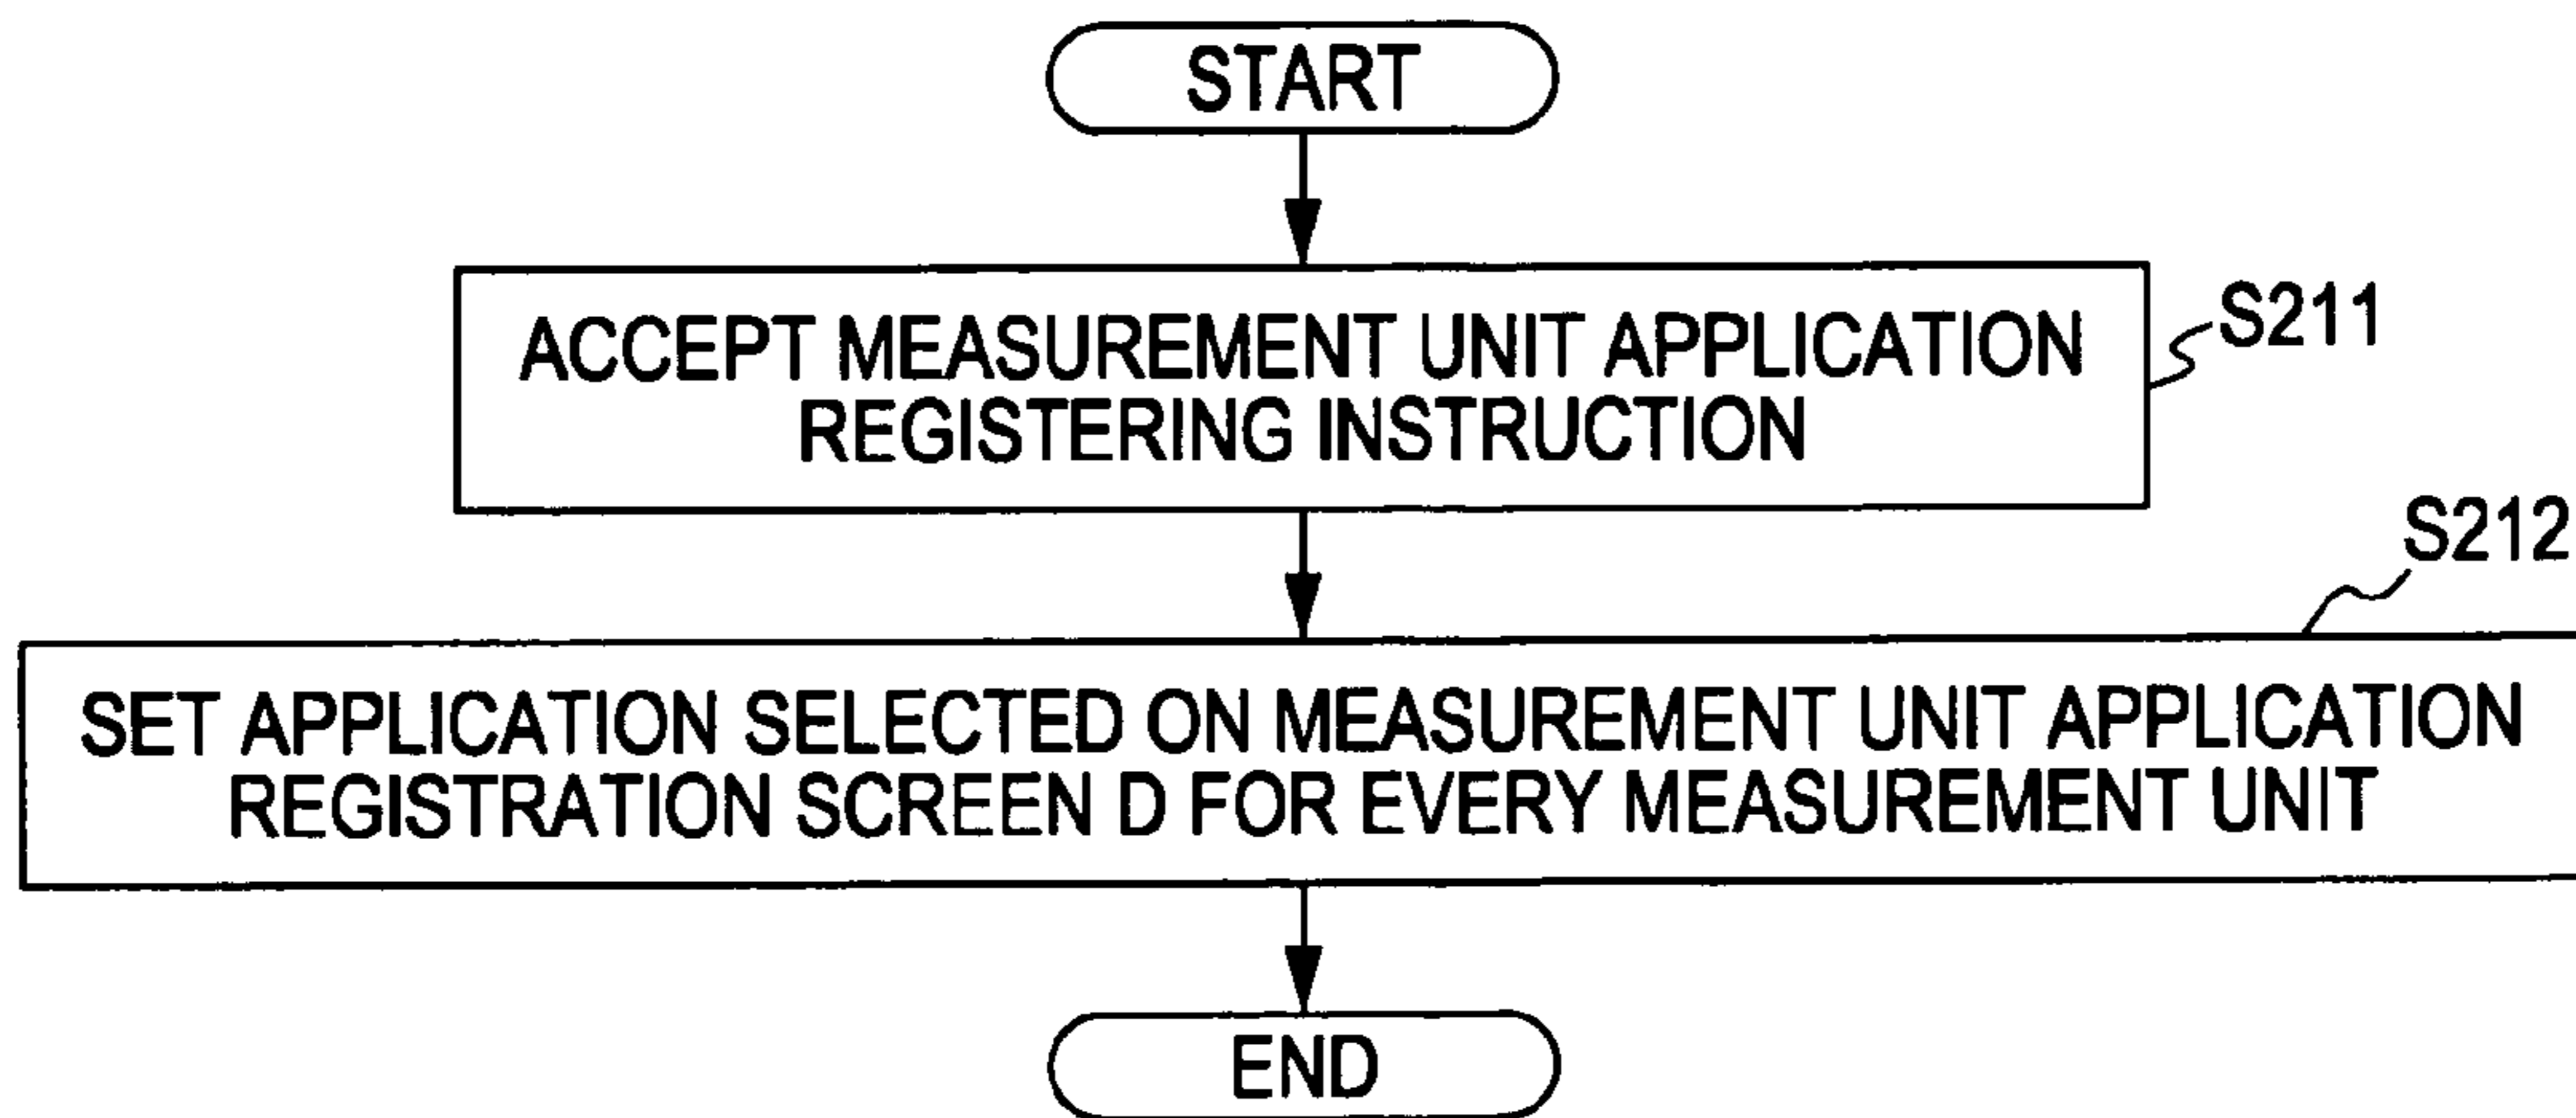 START
ACCEPT MEASUREMENT UNIT APPLICATION
REGISTERING INSTRUCTION
S211
S212
SET APPLICATION SELECTED ON MEASUREMENT UNIT APPLICATION
REGISTRATION SCREEN D FOR EVERY MEASUREMENT UNIT
END